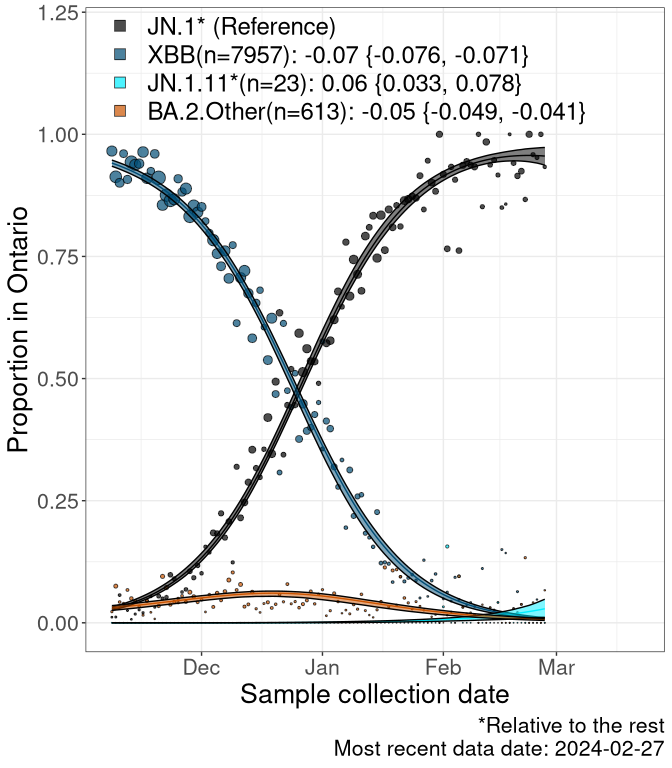 1.25
JN.1* (Reference)
XBB(n=7957): -0.07 {-0.076, -0.071}
JN.1.11*(n=23): 0.06 {0.033, 0.078}
BA.2.Other(n=613): -0.05 {-0.049, -0.041}
1.00
0.75
0.50
0.25
0.00
Proportion in Ontario
Dec Jan Feb Mar
Sample collection date
*Relative to the rest
Most recent data date: 2024-02-27